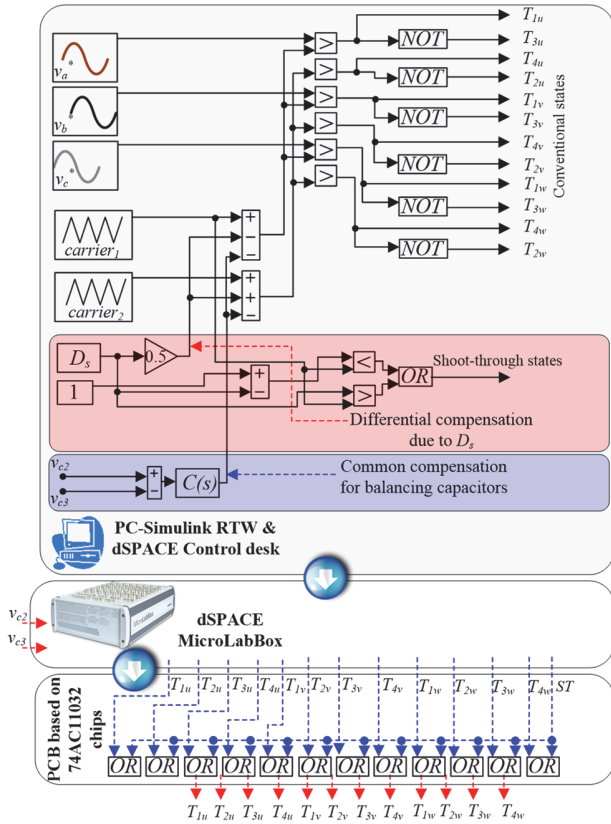 T1u
> NOT T3u
va*
T4u
> NOT T2u
> T1v
vb*
NOT T3v
> T4v
NOT T2v
vc*
> T1w
> NOT T3w
T4w
NOT T2w
Conventional states
carrier1
+
−
−
carrier2
+
+
−
Ds 0.5
1
+
−
<
>
OR
Shoot-through states
Differential compensation
due to Ds
vc2
vc3
+
−
C(s)
Common compensation
for balancing capacitors
PC-Simulink RTW &
dSPACE Control desk
vc2
vc3
MicroLabBox
dSPACE
MicroLabBox
PCB based on
74AC11032
chips
T1u T2u T3u T4u T1v T2v T3v T4v T1w T2w T3w T4w ST
OR OR OR OR OR OR OR OR OR OR OR OR
T1u T2u T3u T4u T1v T2v T3v T4v T1w T2w T3w T4w